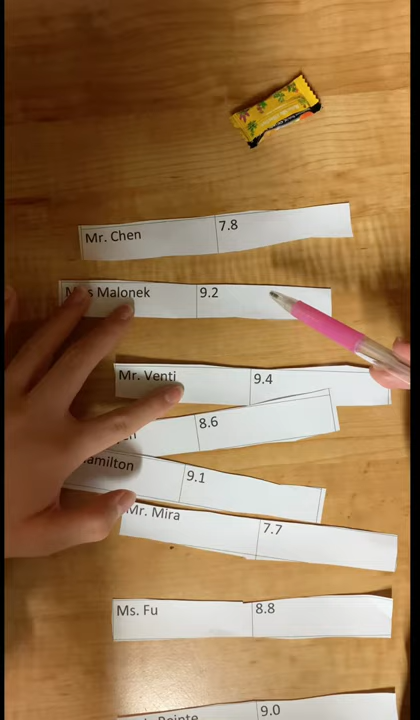 Mr. Chen 7.8
Malonek 9.2
Mr. Venti 9.4
8.6
9.1
Mr. Mira 7.7
Ms. Fu 8.8
9.0